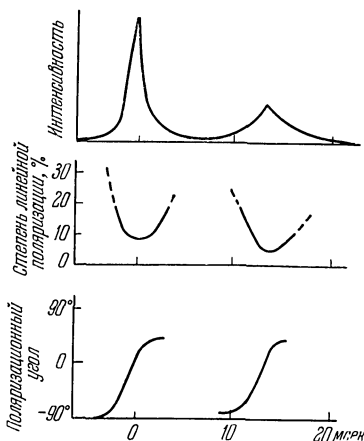 Интенсивность
Степень линейной
поляризации, %
30
20
10
0
Поляризационный
угол
90°
0
-90°
0
10
20 мсек